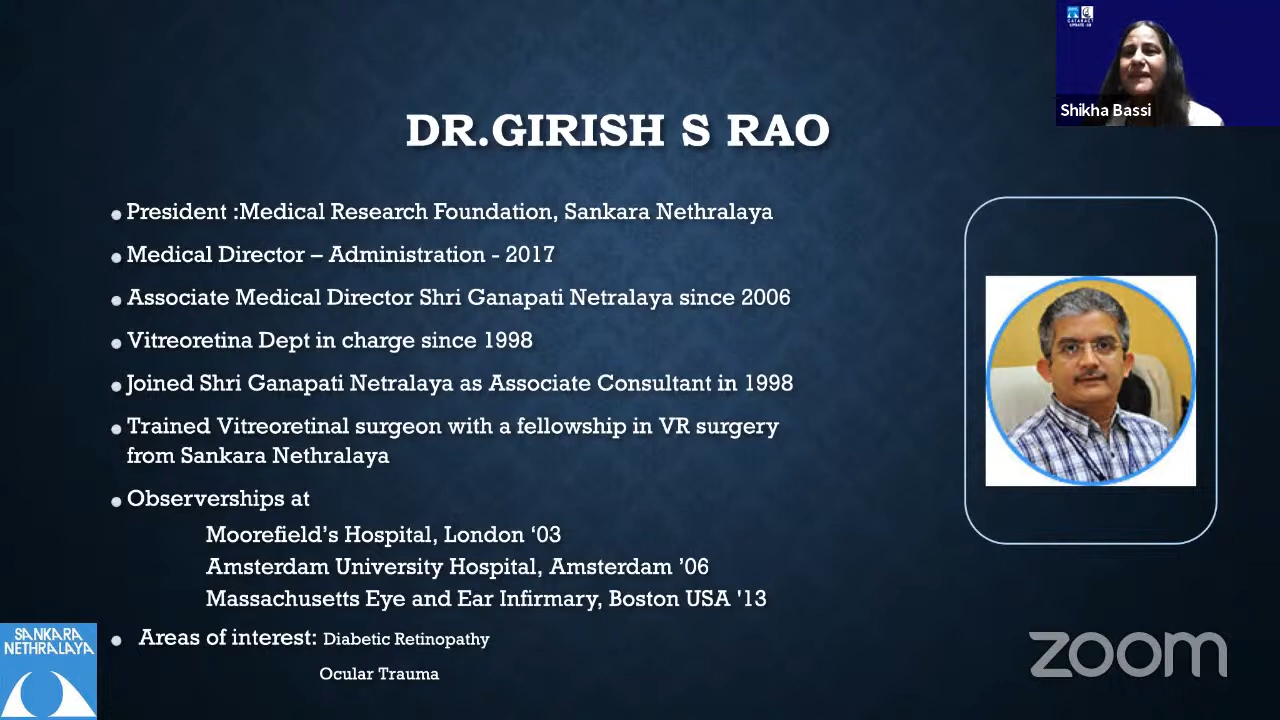 CATARACT
Shikha Bassi
DR.GIRISH S RAO
• President :Medical Research Foundation, Sankara Nethralaya
• Medical Director – Administration - 2017
• Associate Medical Director Shri Ganapati Netralaya since 2006
• Vitreoretina Dept in charge since 1998
• Joined Shri Ganapati Netralaya as Associate Consultant in 1998
• Trained Vitreoretinal surgeon with a fellowship in VR surgery
from Sankara Nethralaya
• Observerships at
Moorefield’s Hospital, London ‘03
Amsterdam University Hospital, Amsterdam ’06
Massachusetts Eye and Ear Infirmary, Boston USA '13
• Areas of interest: Diabetic Retinopathy
Ocular Trauma
SANKARA
NETHRALAYA
zoom